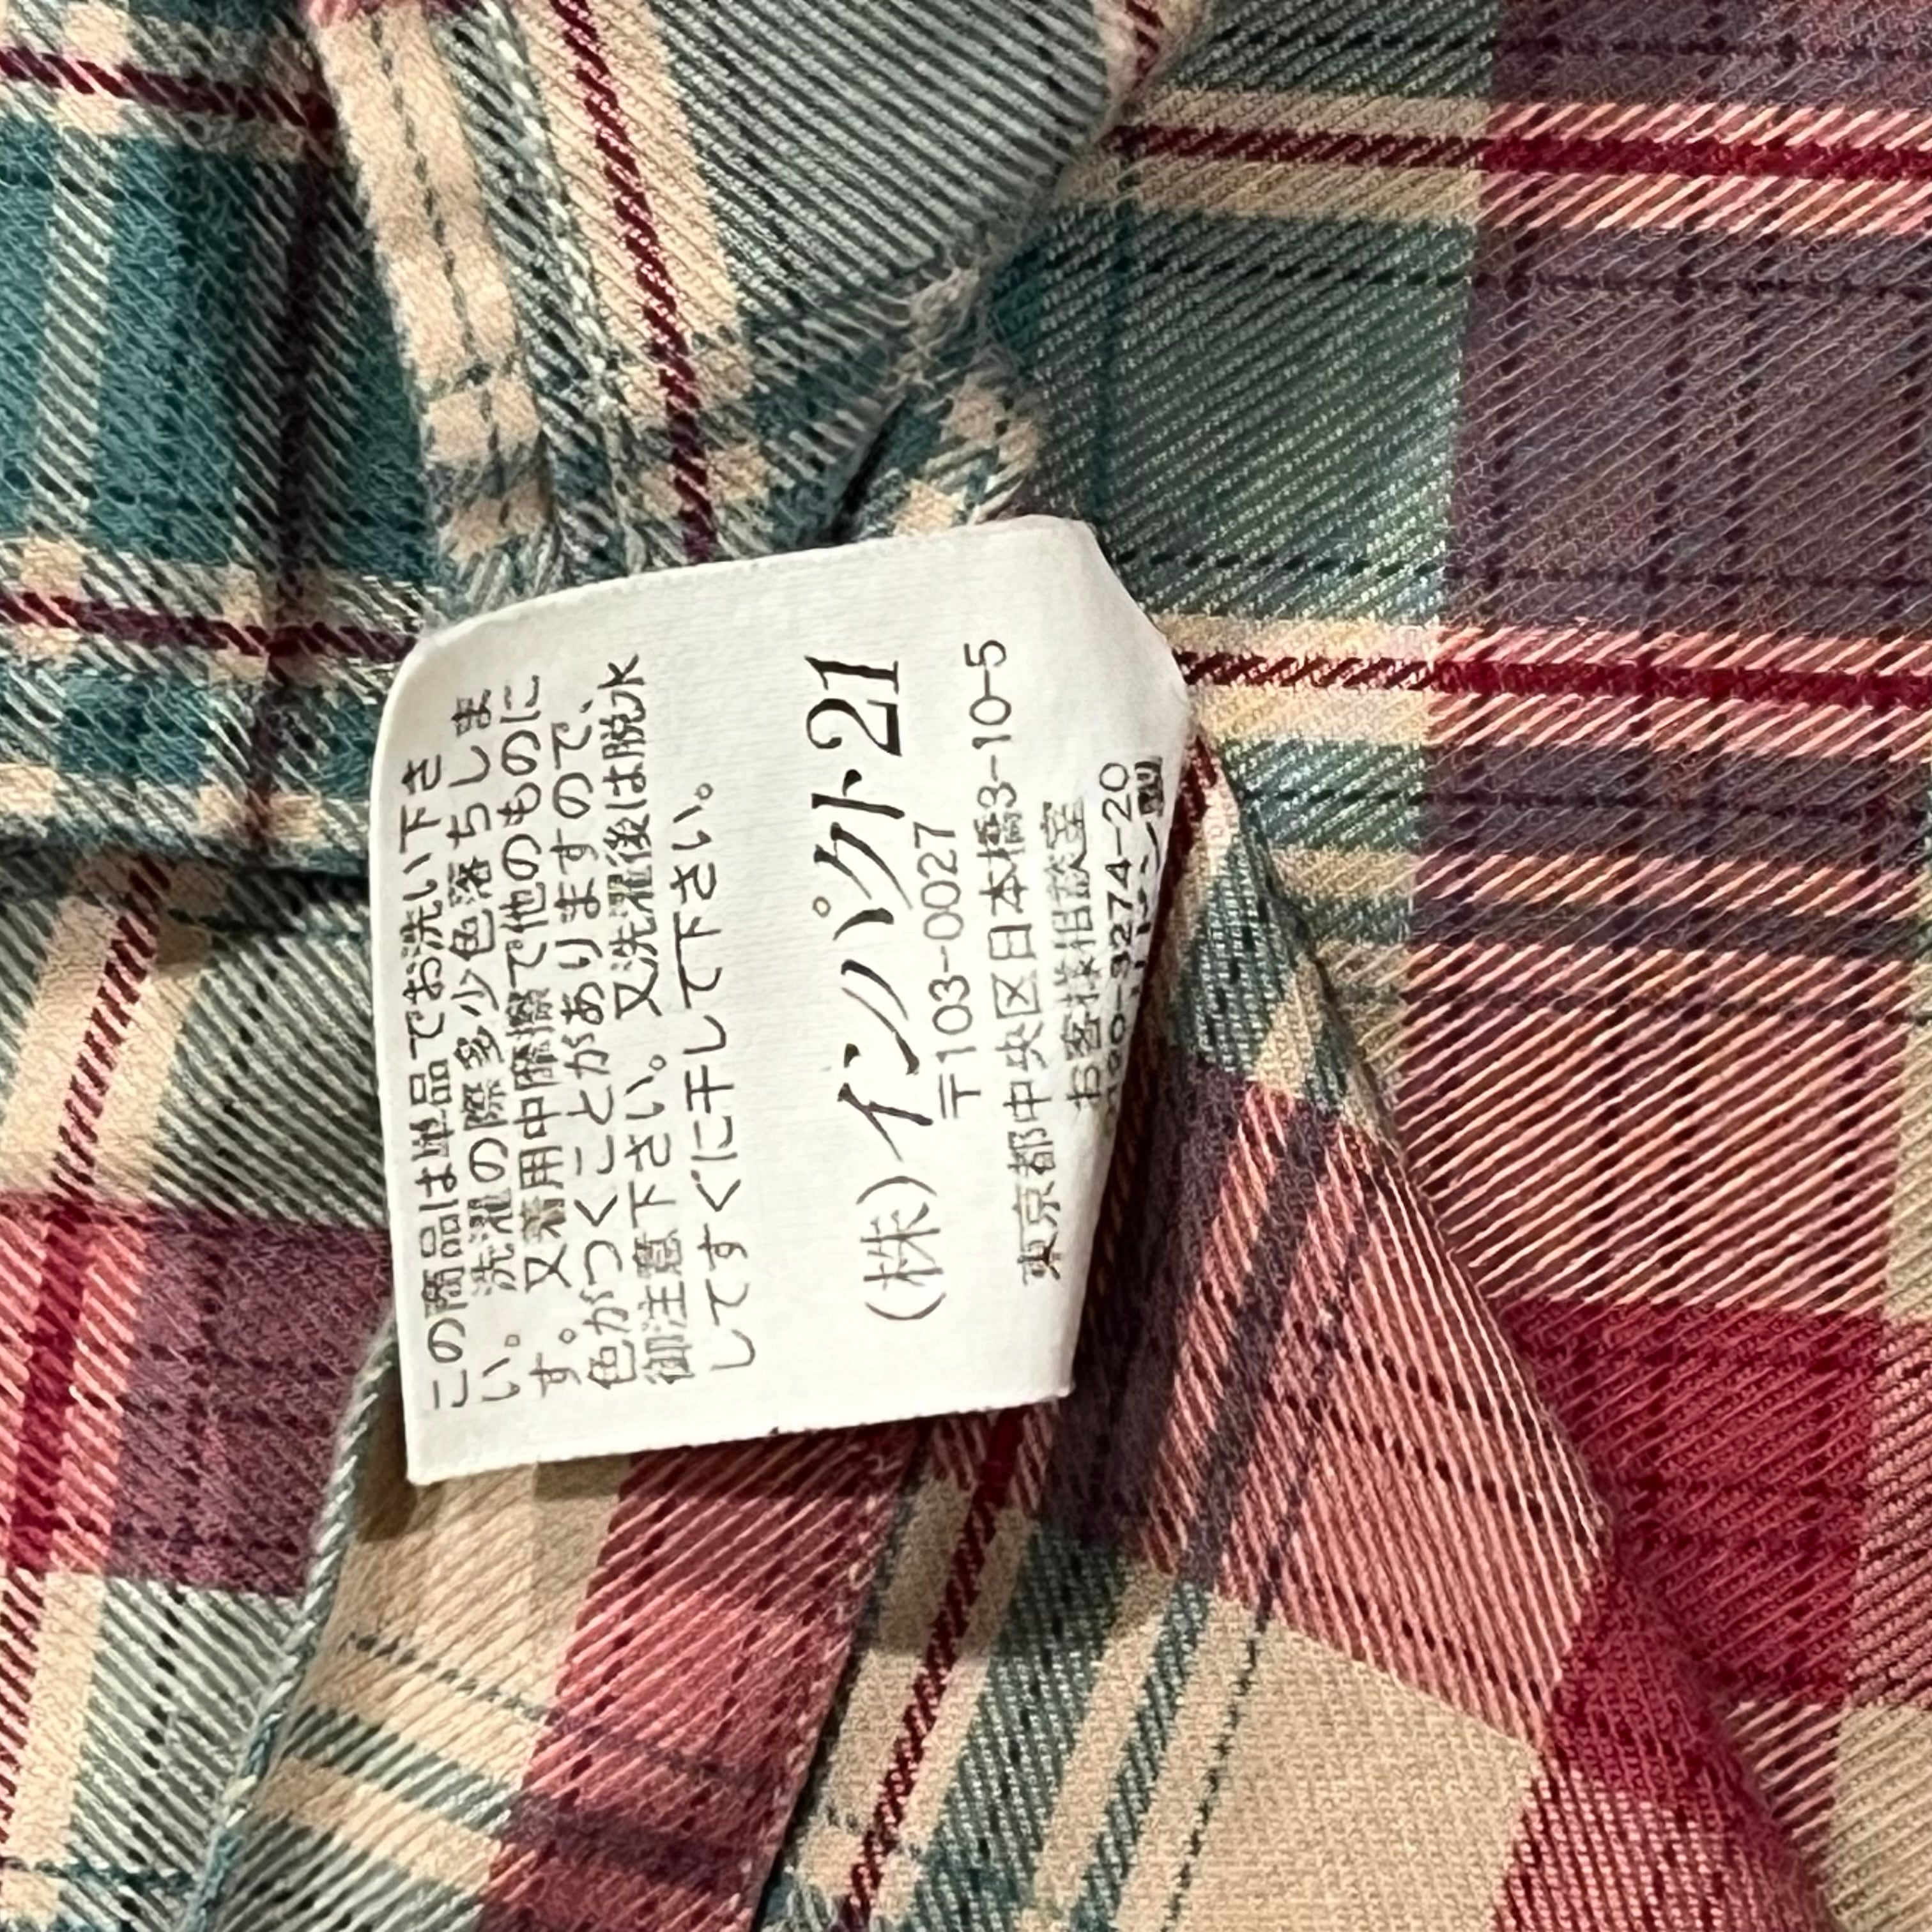 この商品は単品でお洗い下さ
い。 洗濯の際多少色落ちしま
す。 又着用中摩擦で他のものに
色がつくことがありますので、
御注意下さい。 又洗濯後は脱水
してすぐに干して下さい。
(株)インパクト21
〒103-0027
東京都中央区日本橋3-10-5
お客様相談室
3274-20